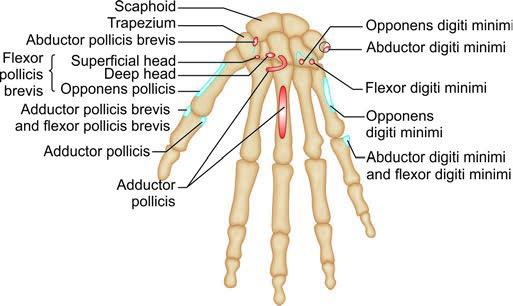 Scaphoid
Trapezium
Abductor pollicis brevis
Flexor
pollicis
brevis
Superficial head
Deep head
Opponens pollicis
Adductor pollicis brevis
and flexor pollicis brevis
Adductor pollicis
Adductor
pollicis
Opponens digiti minimi
Abductor digiti minimi
Flexor digiti minimi
Opponens
digiti minimi
Abductor digiti minimi
and flexor digiti minimi